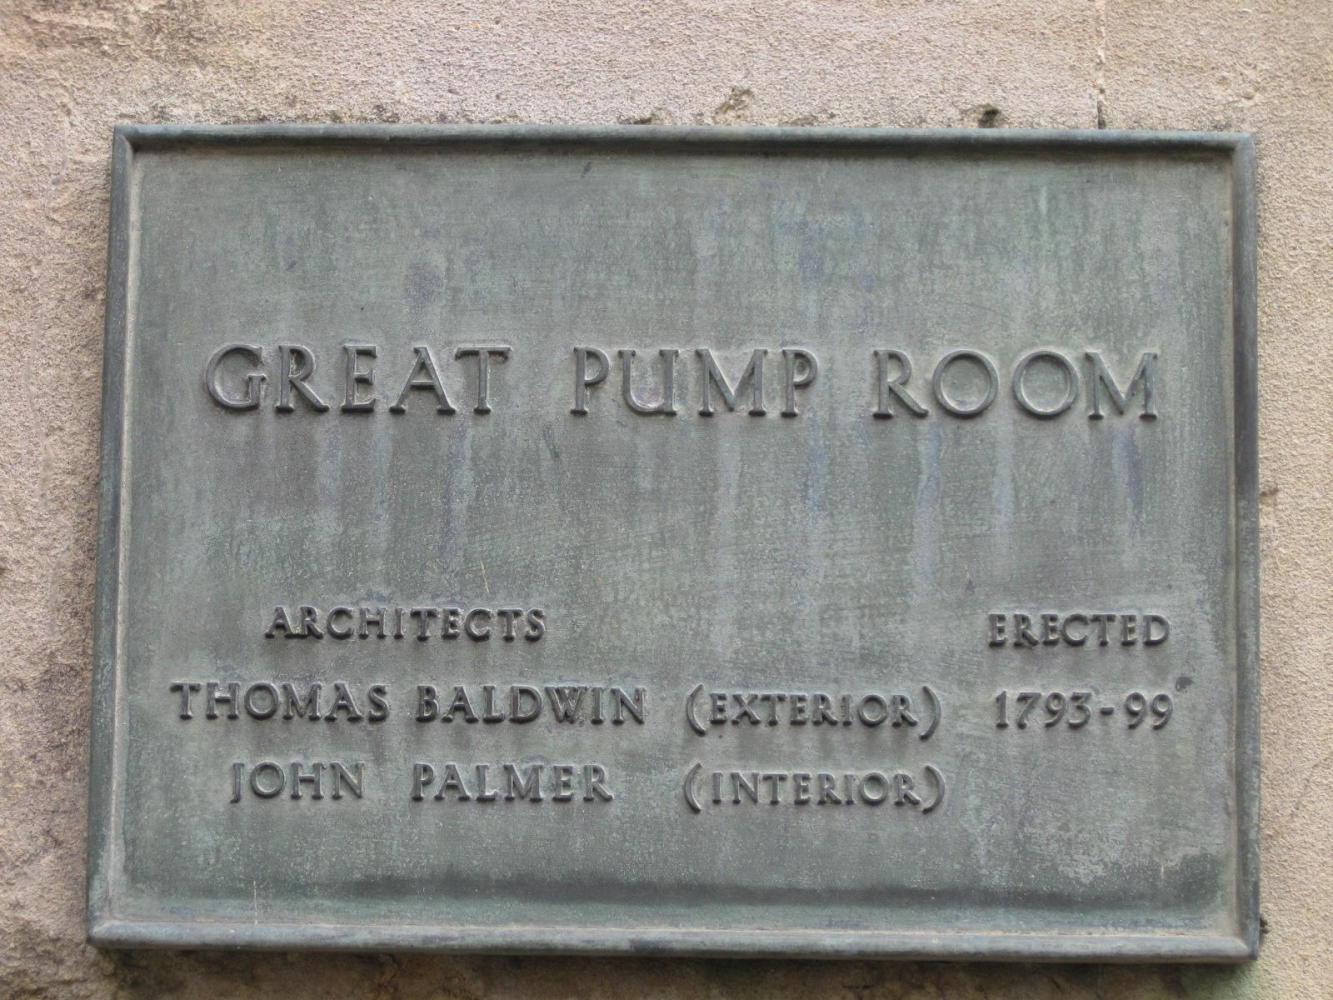 GREAT PUMP ROOM
ARCHITECTS ERECTED
THOMAS BALDWIN (EXTERIOR) 1793-99
JOHN PALMER (INTERIOR)